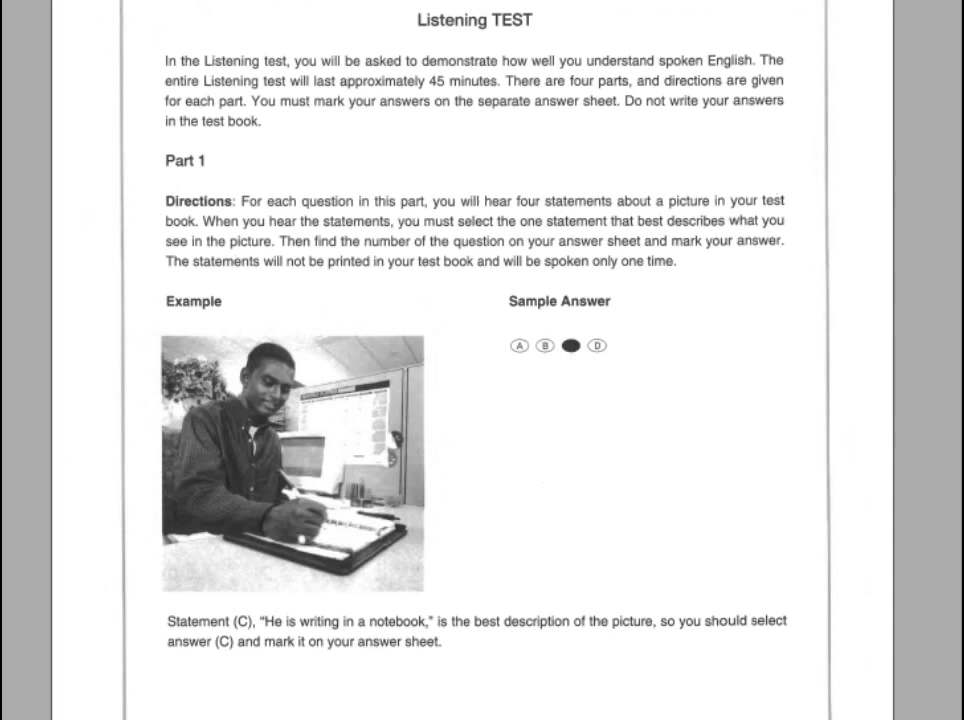 Listening TEST
In the Listening test, you will be asked to demonstrate how well you understand spoken English. The
entire Listening test will last approximately 45 minutes. There are four parts, and directions are given
for each part. You must mark your answers on the separate answer sheet. Do not write your answers
in the test book.
Part 1
Directions: For each question in this part, you will hear four statements about a picture in your test
book. When you hear the statements, you must select the one statement that best describes what you
see in the picture. Then find the number of the question on your answer sheet and mark your answer.
The statements will not be printed in your test book and will be spoken only one time.
Example
Sample Answer
A B D
Statement (C), “He is writing in a notebook,” is the best description of the picture, so you should select
answer (C) and mark it on your answer sheet.